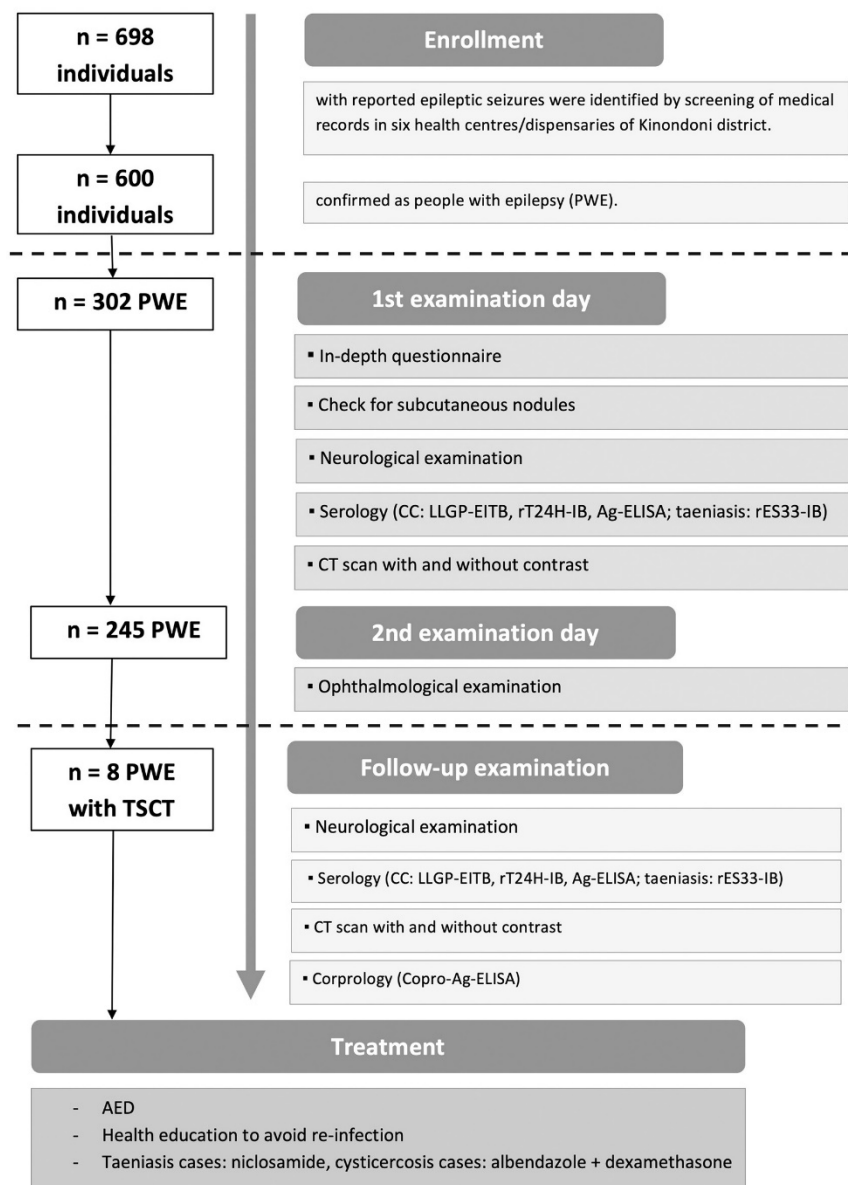 n = 698
individuals
Enrollment
with reported epileptic seizures were identified by screening of medical
records in six health centres/dispensaries of Kinondoni district.
n = 600
individuals
confirmed as people with epilepsy (PWE).
n = 302 PWE
1st examination day
▪ In-depth questionnaire
▪ Check for subcutaneous nodules
▪ Neurological examination
▪ Serology (CC: LLGP-EITB, rT24H-IB, Ag-ELISA; taeniasis: rES33-IB)
▪ CT scan with and without contrast
n = 245 PWE
2nd examination day
▪ Ophthalmological examination
n = 8 PWE
with TSCT
Follow-up examination
▪ Neurological examination
▪ Serology (CC: LLGP-EITB, rT24H-IB, Ag-ELISA; taeniasis: rES33-IB)
▪ CT scan with and without contrast
▪ Corprology (Copro-Ag-ELISA)
Treatment
- AED
- Health education to avoid re-infection
- Taeniasis cases: niclosamide, cysticercosis cases: albendazole + dexamethasone